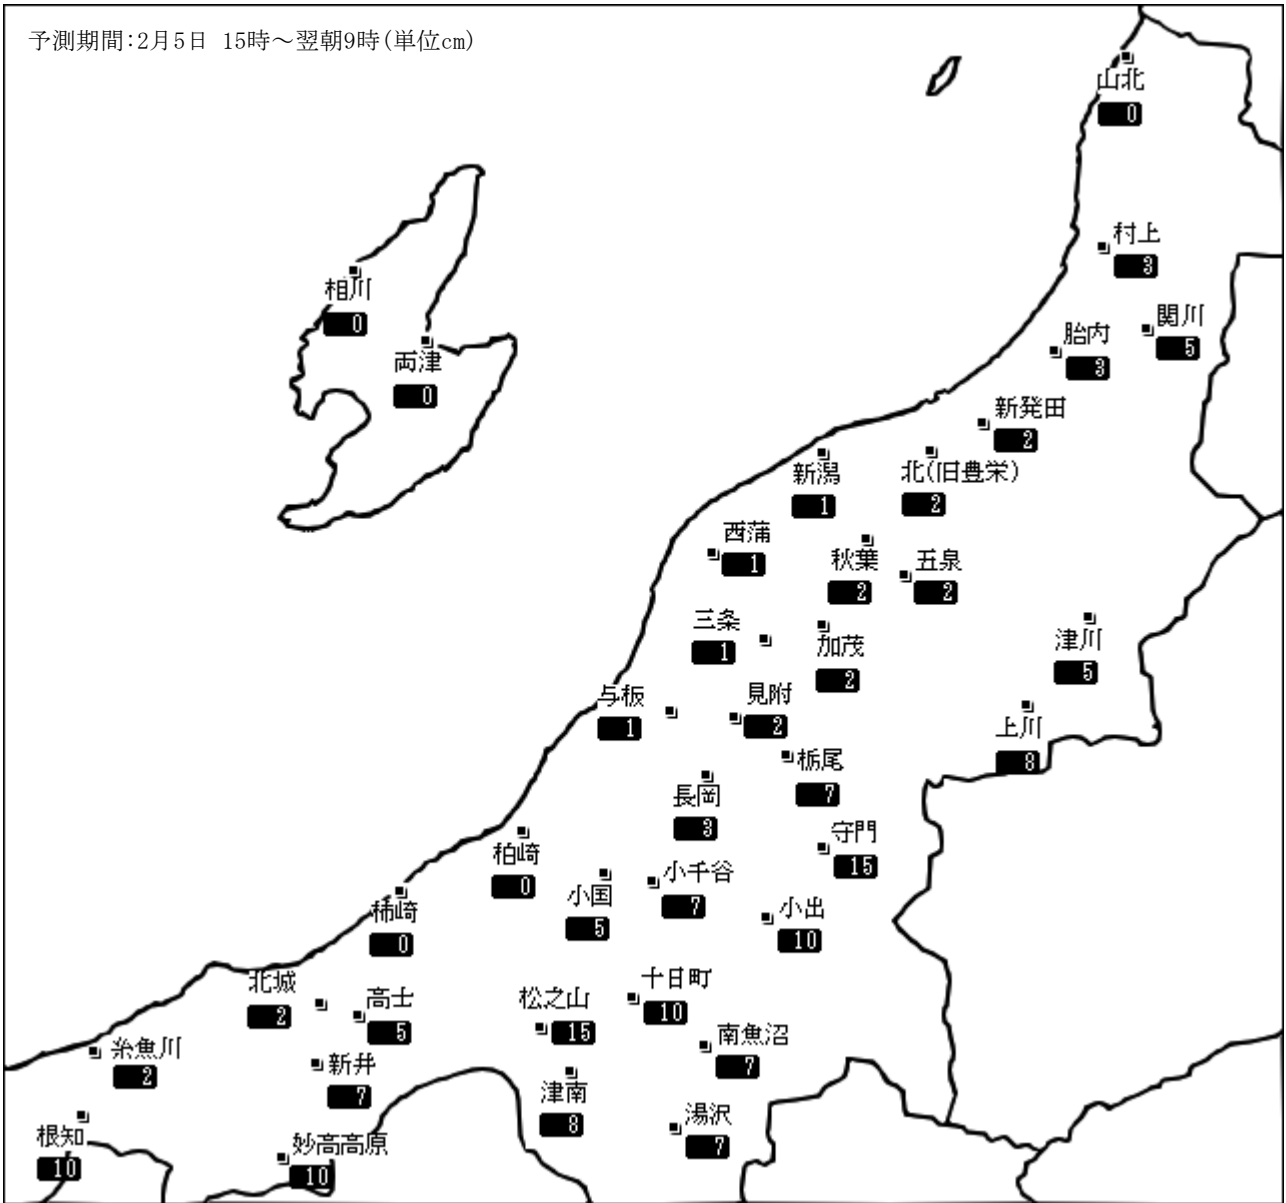 予測期間:2月5日 15時～翌朝9時(単位cm)
山北
0
村上
3
相川
0
関川
5
胎内
3
両津
0
新発田
2
新潟
1
北(旧豊栄)
2
西蒲
1
秋葉
2
五泉
2
三条
1
加茂
2
津川
5
与板
1
見附
2
上川
8
栃尾
7
長岡
3
守門
15
柏崎
0
小国
5
小千谷
7
小出
10
柿崎
0
北城
2
高士
5
松之山
15
十日町
10
南魚沼
7
糸魚川
2
新井
7
津南
8
湯沢
7
根知
10
妙高高原
10